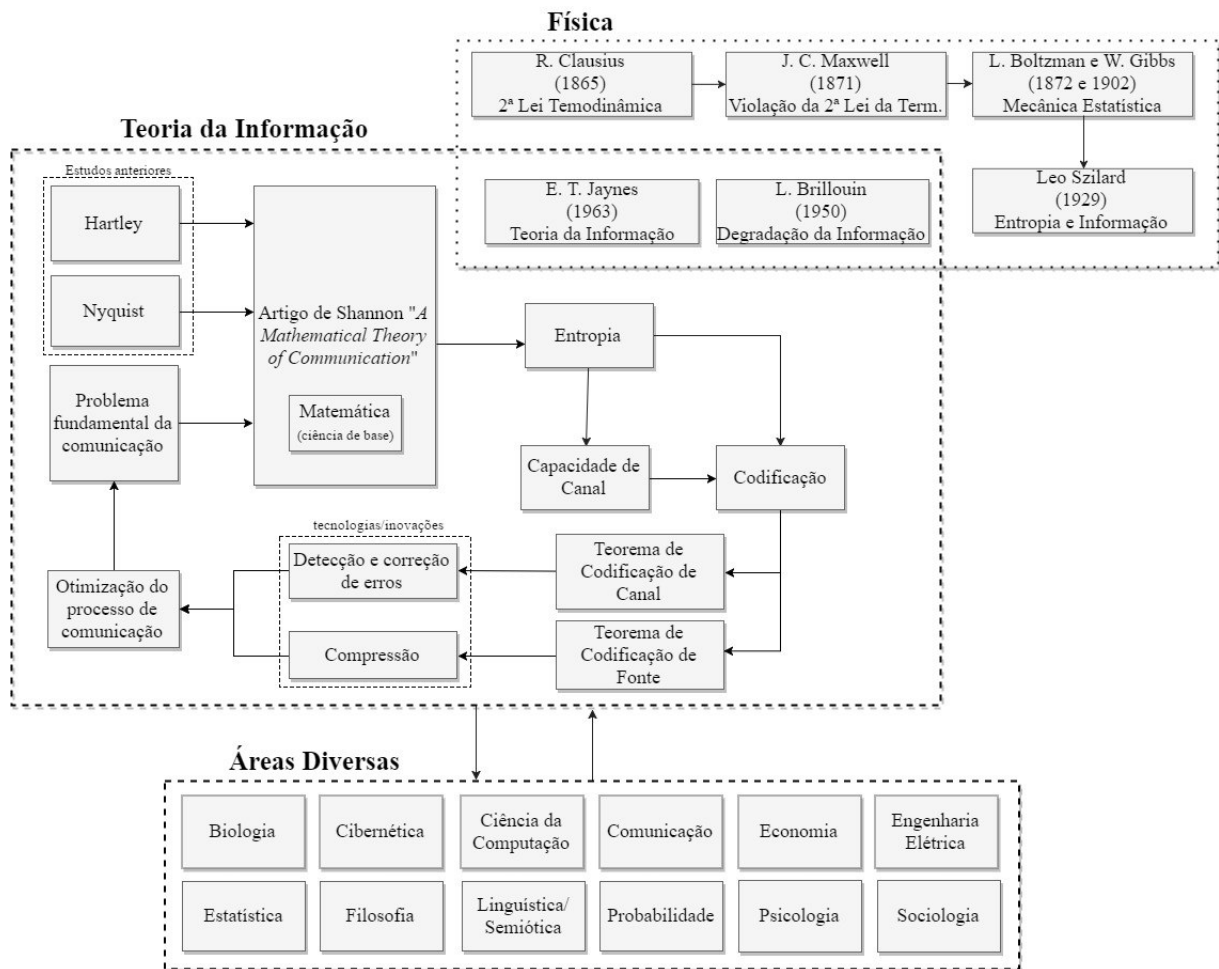 Física
R. Clausius
(1865)
2ª Lei Temodinâmica
J. C. Maxwell
(1871)
Violação da 2ª Lei da Term.
L. Boltzman e W. Gibbs
(1872 e 1902)
Mecânica Estatística
Leo Szilard
(1929)
Entropia e Informação
E. T. Jaynes
(1963)
Teoria da Informação
L. Brillouin
(1950)
Degradação da Informação
Teoria da Informação
Estudos anteriores
Hartley
Nyquist
Problema
fundamental da
comunicação
Artigo de Shannon "A
Mathematical Theory
of Communication"
Matemática
(ciência de base)
Entropia
Capacidade de
Canal
Codificação
Teorema de
Codificação de
Canal
Teorema de
Codificação de
Fonte
tecnologias/inovações
Detecção e correção
de erros
Compressão
Otimização do
processo de
comunicação
Áreas Diversas
Biologia
Cibernética
Ciência da
Computação
Comunicação
Economia
Engenharia
Elétrica
Estatística
Filosofia
Linguística/
Semiótica
Probabilidade
Psicologia
Sociologia